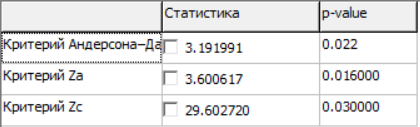 Статистика p-value
Критерий Андерсона-Да 3.191991 0.022
Критерий Za 3.600617 0.016000
Критерий Zc 29.602720 0.030000